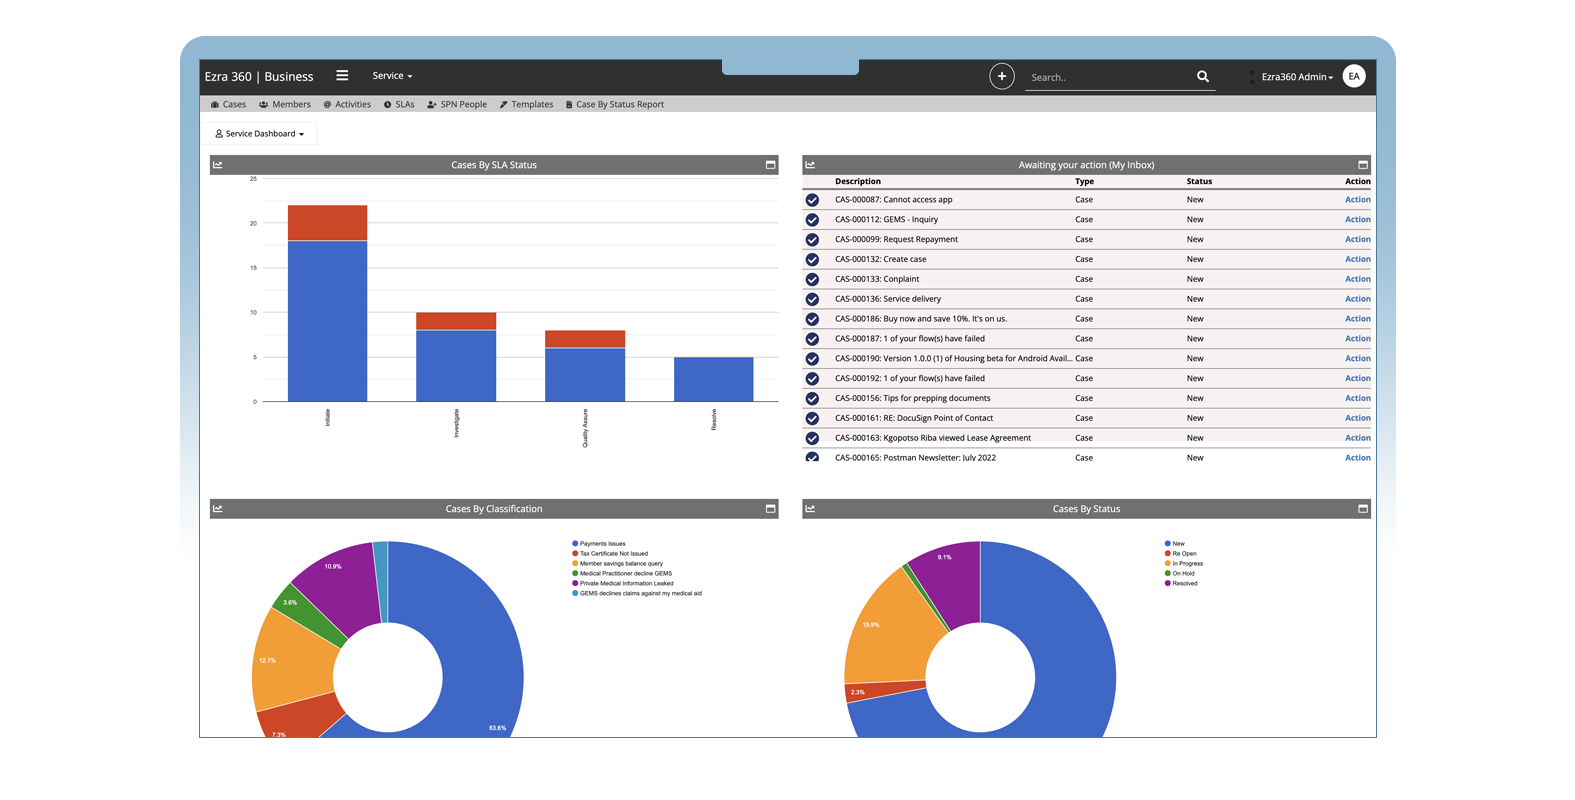 Ezra 360 | Business Service Search.. Ezra360 Admin EA
Cases Members Activities SLAs SPN People Templates Case By Status Report
Service Dashboard
Cases By SLA Status
25
20
15
10
5
0
Initiate
Investigate
Quality Assure
Resolve
Awaiting your action (My Inbox)
Description Type Status Action
CAS-000087: Cannot access app Case New Action
CAS-000112: GEMS - Inquiry Case New Action
CAS-000099: Request Repayment Case New Action
CAS-000132: Create case Case New Action
CAS-000133: Conplaint Case New Action
CAS-000136: Service delivery Case New Action
CAS-000186: Buy now and save 10%. It's on us. Case New Action
CAS-000187: 1 of your flow(s) have failed Case New Action
CAS-000190: Version 1.0.0 (1) of Housing beta for Android Avail... Case New Action
CAS-000192: 1 of your flow(s) have failed Case New Action
CAS-000156: Tips for prepping documents Case New Action
CAS-000161: RE: DocuSign Point of Contact Case New Action
CAS-000163: Kgopotso Riba viewed Lease Agreement Case New Action
CAS-000165: Postman Newsletter: July 2022 Case New Action
Cases By Classification
10.9%
3.6%
12.7%
7.3%
63.6%
Payments Issues
Tax Certificate Not Issued
Member savings balance query
Medical Practitioner decline GEMS
Private Medical Information Leaked
GEMS declines claims against my medical aid
Cases By Status
9.1%
15.9%
2.3%
New
Re Open
In Progress
On Hold
Resolved